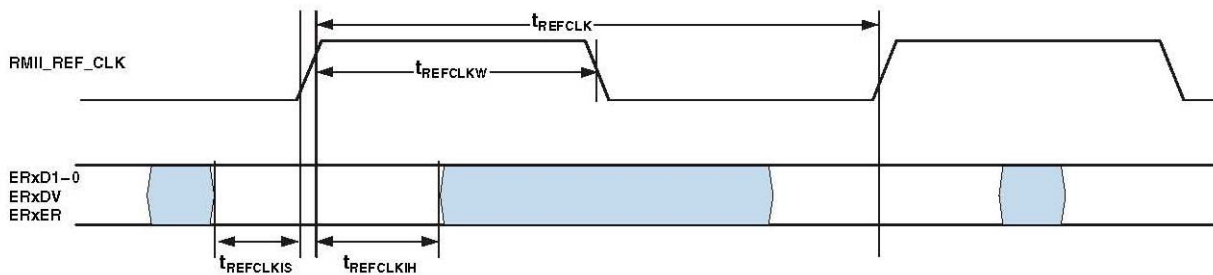 tREFCLK
RMII_REF_CLK
tREFCLKW
ERxD1-0
ERxDV
ERxER
tREFCLKIS
tREFCLKIH